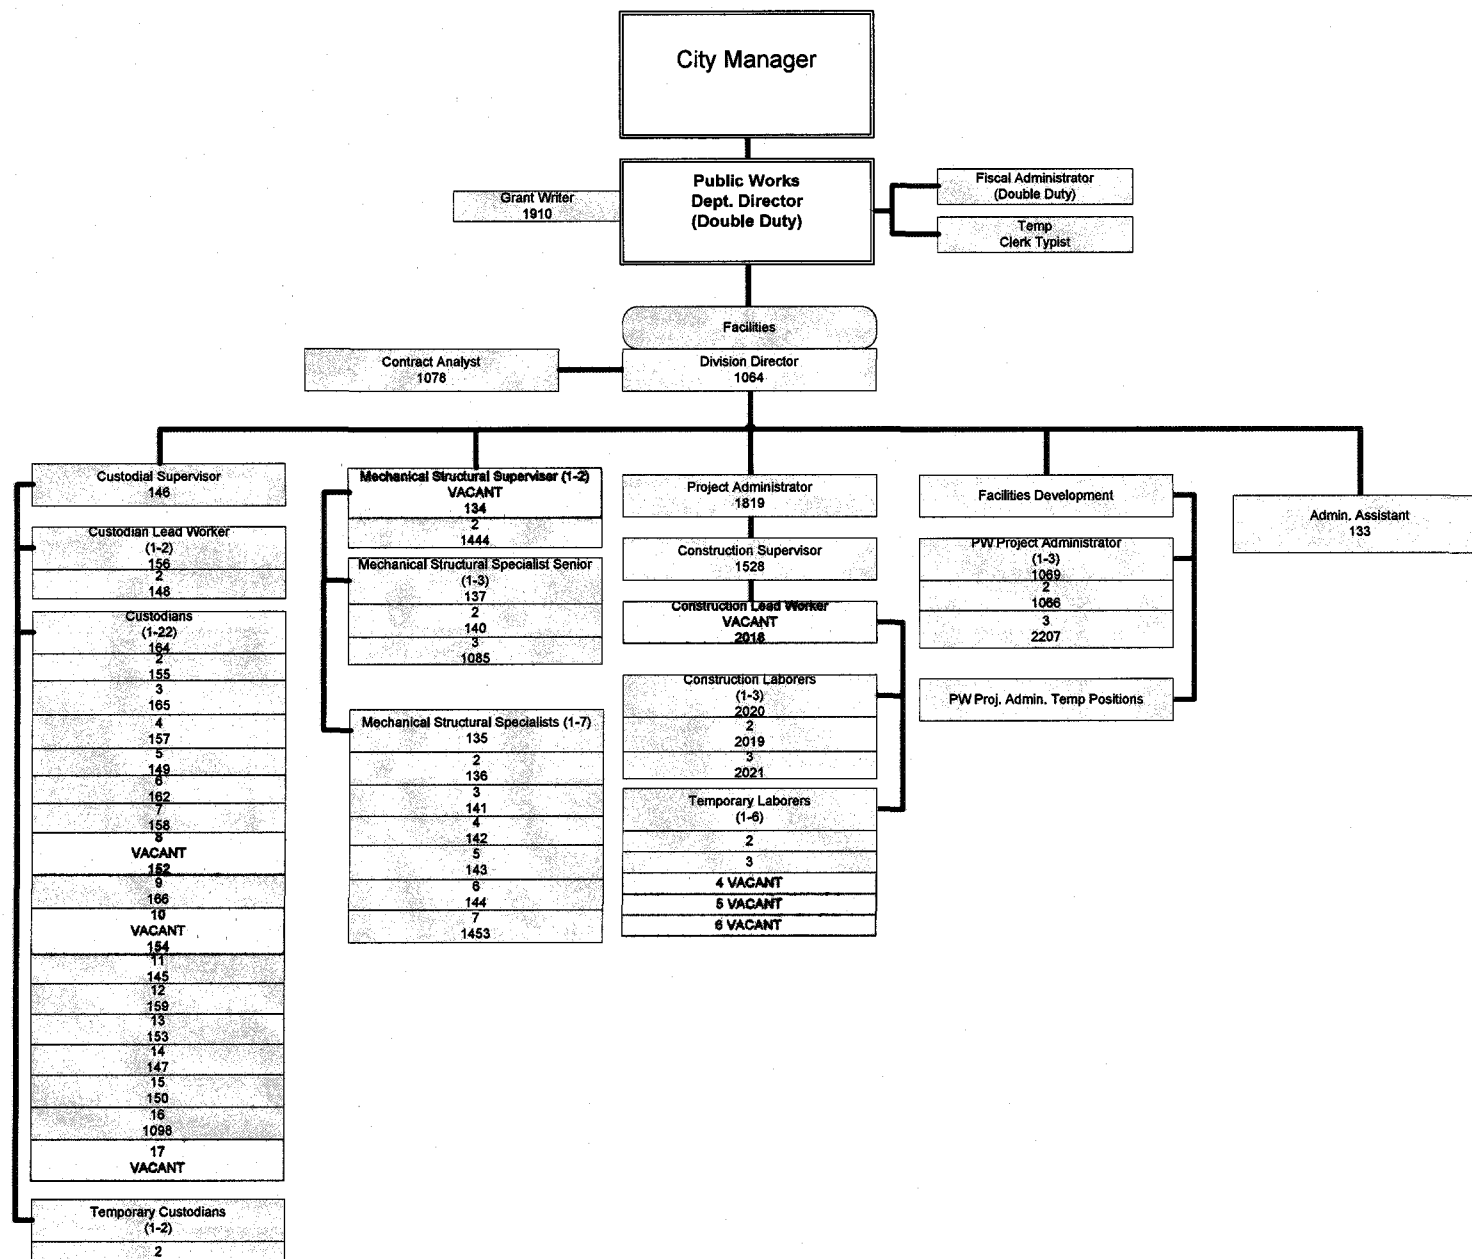 City Manager
Public Works
Dept. Director
(Double Duty)
Grant Writer
1910
Fiscal Administrator
(Double Duty)
Temp
Clerk Typist
Facilities
Division Director
1064
Contract Analyst
1078
Custodial Supervisor
146
Custodian Lead Worker
(1-2)
156
2
148
Custodians
(1-22)
164
2
155
3
165
4
157
5
149
6
162
7
158
8
VACANT
152
9
166
10
VACANT
154
11
145
12
159
13
153
14
147
15
150
16
1098
17
VACANT
Temporary Custodians
(1-2)
2
Mechanical Structural Supervisor (1-2)
VACANT
134
2
1444
Mechanical Structural Specialist Senior
(1-3)
137
2
140
3
1085
Mechanical Structural Specialists (1-7)
135
2
136
3
141
4
142
5
143
6
144
7
1453
Project Administrator
1819
Construction Supervisor
1528
Construction Lead Worker
VACANT
2018
Construction Laborers
(1-3)
2020
2
2019
3
2021
Temporary Laborers
(1-6)
2
3
4 VACANT
5 VACANT
6 VACANT
Facilities Development
PW Project Administrator
(1-3)
1069
2
1066
3
2207
PW Proj. Admin. Temp Positions
Admin. Assistant
133